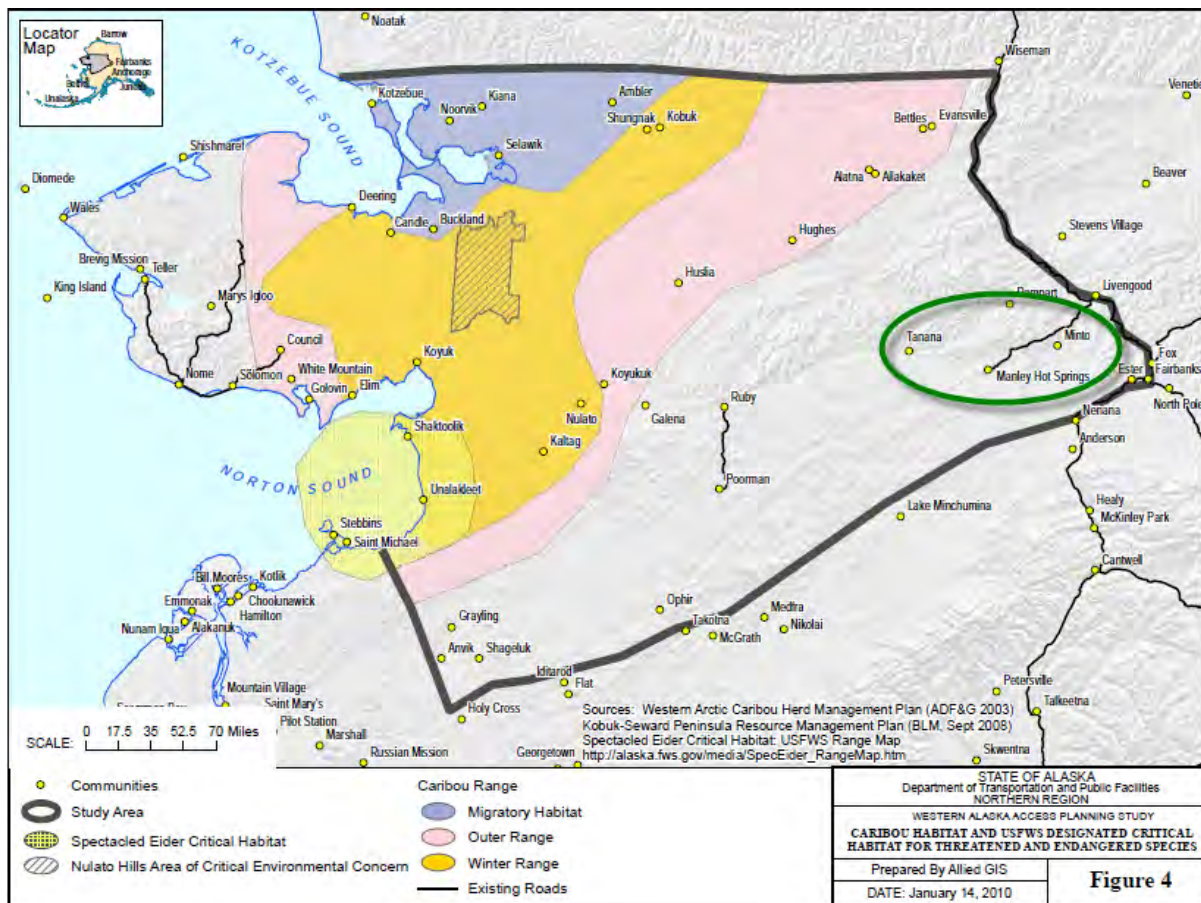 Locator
Map
Barrow
Fairbanks
Anchorage
Bethel
Juneau
Unalaska
Noatak
KOTZEBUE SOUND
Wiseman
Venetie
Kotzebue
Kiana
Noorvik
Ambler
Shungnak
Kobuk
Bettles
Evansville
Selawik
Shishmaref
Diomede
Wales
Deering
Candle
Buckland
Alatna
Allakaket
Beaver
Stevens Village
Hughes
Brevig Mission
Teller
King Island
Marys Igloo
Huslia
Livengood
Rampart
Tanana
Minto
Manley Hot Springs
Fox
Ester
Fairbanks
North Pole
Council
Koyuk
White Mountain
Nome
Solomon
Golovin
Elim
Koyukuk
Nulato
Galena
Ruby
Nenana
Anderson
Shaktoolik
Kaltag
NORTON SOUND
Unalakleet
Poorman
Lake Minchumina
Healy
McKinley Park
Stebbins
Saint Michael
Cantwell
Bill Moores
Kotlik
Emmonak
Chookunawick
Hamilton
Nunam Iqua
Alakanuk
Grayling
Ophir
Medfra
Takotna
Nikolai
McGrath
Anvik
Shageluk
Iditarod
Flat
Mountain Village
Saint Mary's
Pilot Station
Holy Cross
Petersville
Talkeetna
Marshall
Russian Mission
Georgetown
Skwentna
Sources: Western Arctic Caribou Herd Management Plan (ADF&G 2003)
Kobuk-Seward Peninsula Resource Management Plan (BLM, Sept 2008)
Spectacled Eider Critical Habitat: USFWS Range Map
http://alaska.fws.gov/media/SpecEider_RangeMap.htm
SCALE: 0 17.5 35 52.5 70 Miles
Communities
Study Area
Spectacled Eider Critical Habitat
Nulato Hills Area of Critical Environmental Concern
Caribou Range
Migratory Habitat
Outer Range
Winter Range
Existing Roads
STATE OF ALASKA
Department of Transportation and Public Facilities
NORTHERN REGION
WESTERN ALASKA ACCESS PLANNING STUDY
CARIBOU HABITAT AND USFWS DESIGNATED CRITICAL
HABITAT FOR THREATENED AND ENDANGERED SPECIES
Prepared By Allied GIS
DATE: January 14, 2010
Figure 4